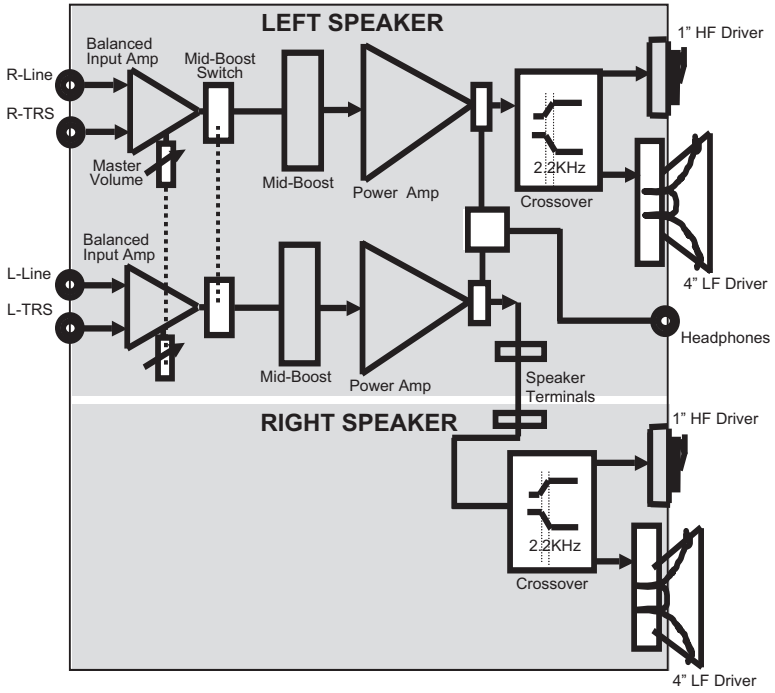 LEFT SPEAKER
1” HF Driver
Balanced
Input Amp
Mid-Boost
Switch
R-Line
R-TRS
2.2KHz
Master
Volume
Mid-Boost
Power Amp
Crossover
Balanced
Input Amp
4” LF Driver
L-Line
L-TRS
Headphones
Mid-Boost
Power Amp
Speaker
Terminals
RIGHT SPEAKER
1” HF Driver
2.2KHz
Crossover
4” LF Driver